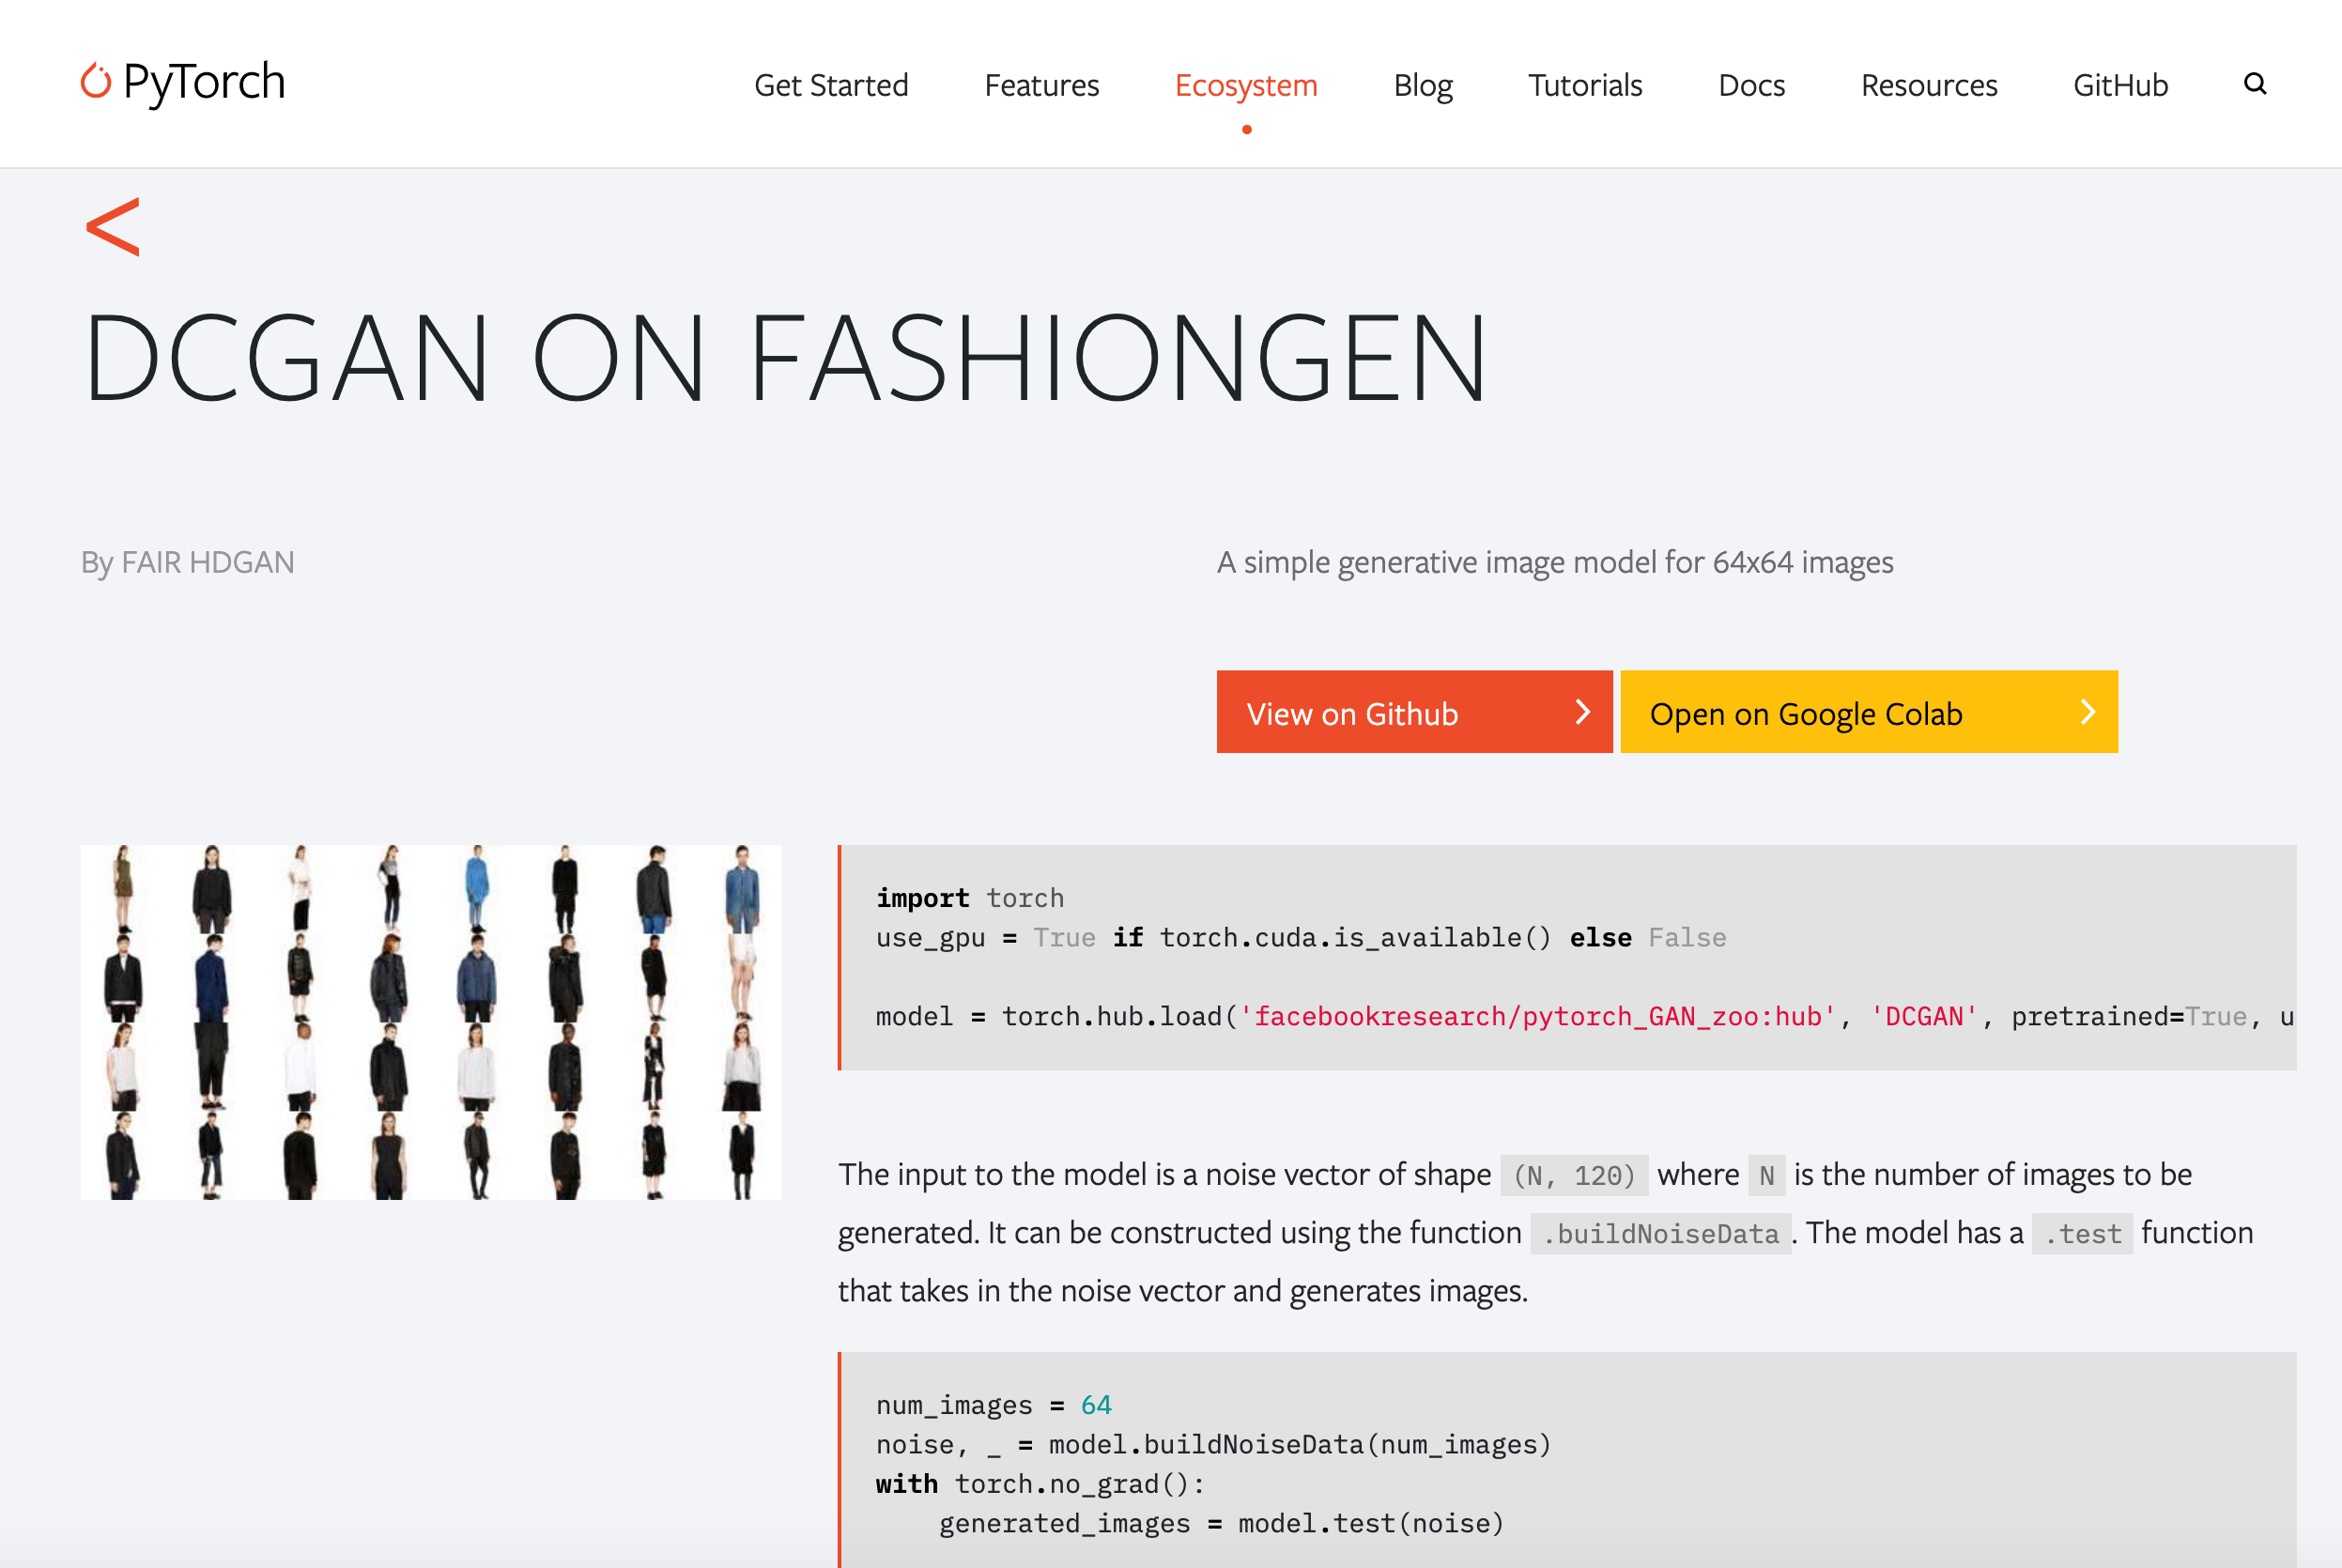 PyTorch
Get Started Features Ecosystem Blog Tutorials Docs Resources GitHub
<
DCGAN ON FASHIONGEN
By FAIR HDGAN
A simple generative image model for 64x64 images
View on Github
Open on Google Colab
import torch
use_gpu = True if torch.cuda.is_available() else False
model = torch.hub.load('facebookresearch/pytorch_GAN_zoo:hub', 'DCGAN', pretrained=True, u
The input to the model is a noise vector of shape (N, 120) where N is the number of images to be
generated. It can be constructed using the function .buildNoiseData. The model has a .test function
that takes in the noise vector and generates images.
num_images = 64
noise, _ = model.buildNoiseData(num_images)
with torch.no_grad():
    generated_images = model.test(noise)